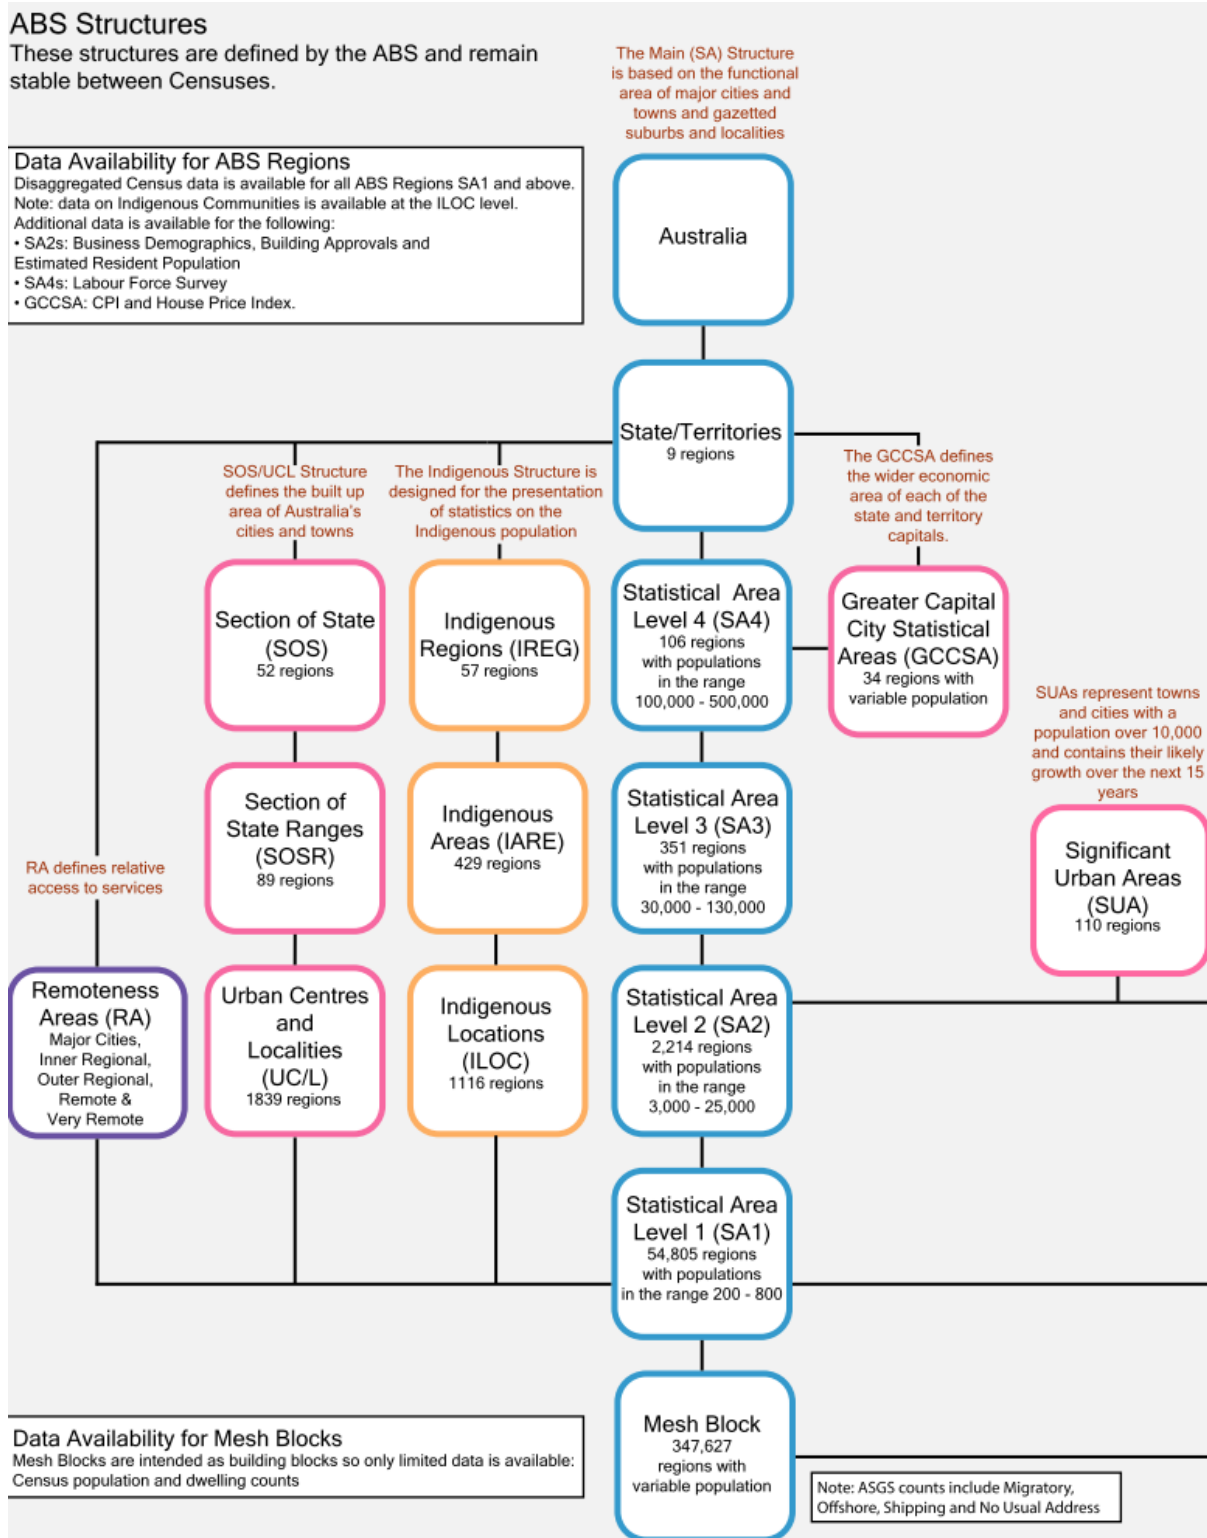 ABS Structures
These structures are defined by the ABS and remain
stable between Censuses.
The Main (SA) Structure
is based on the functional
area of major cities and
towns and gazetted
suburbs and localities
Data Availability for ABS Regions
Disaggregated Census data is available for all ABS Regions SA1 and above.
Note: data on Indigenous Communities is available at the ILOC level.
Additional data is available for the following:
• SA2s: Business Demographics, Building Approvals and
Estimated Resident Population
• SA4s: Labour Force Survey
• GCCSA: CPI and House Price Index.
Australia
State/Territories
9 regions
SOS/UCL Structure
defines the built up
area of Australia's
cities and towns
The Indigenous Structure is
designed for the presentation
of statistics on the
Indigenous population
The GCCSA defines
the wider economic
area of each of the
state and territory
capitals.
Section of State
(SOS)
52 regions
Indigenous
Regions (IREG)
57 regions
Statistical Area
Level 4 (SA4)
106 regions
with populations
in the range
100,000 - 500,000
Greater Capital
City Statistical
Areas (GCCSA)
34 regions with
variable population
SUAs represent towns
and cities with a
population over 10,000
and contains their likely
growth over the next 15
years
RA defines relative
access to services
Section of
State Ranges
(SOSR)
89 regions
Indigenous
Areas (IARE)
429 regions
Statistical Area
Level 3 (SA3)
351 regions
with populations
in the range
30,000 - 130,000
Significant
Urban Areas
(SUA)
110 regions
Remoteness
Areas (RA)
Major Cities,
Inner Regional,
Outer Regional,
Remote &
Very Remote
Urban Centres
and
Localities
(UC/L)
1839 regions
Indigenous
Locations
(ILOC)
1116 regions
Statistical Area
Level 2 (SA2)
2,214 regions
with populations
in the range
3,000 - 25,000
Statistical Area
Level 1 (SA1)
54,805 regions
with populations
in the range 200 - 800
Data Availability for Mesh Blocks
Mesh Blocks are intended as building blocks so only limited data is available:
Census population and dwelling counts
Mesh Block
347,627
regions with
variable population
Note: ASGS counts include Migratory,
Offshore, Shipping and No Usual Address